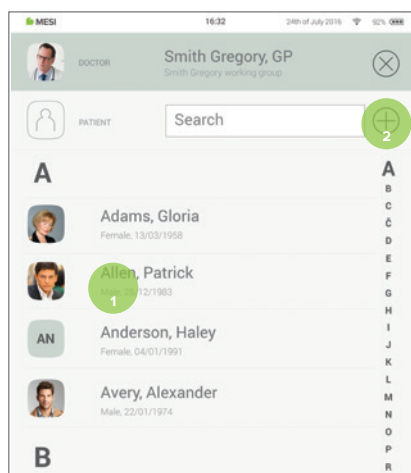 MESI 16:32 24th of July 2016 92%
DOCTOR Smith Gregory, GP
Smith Gregory working group
PATIENT Search
2
A
A
B
C
Č
D
E
F
G
H
I
J
K
L
M
N
O
P
R
Adams, Gloria
Female, 13/03/1958
Allen, Patrick
1
Male, 28/12/1983
AN Anderson, Haley
Female, 04/01/1991
Avery, Alexander
Male, 22/01/1974
B